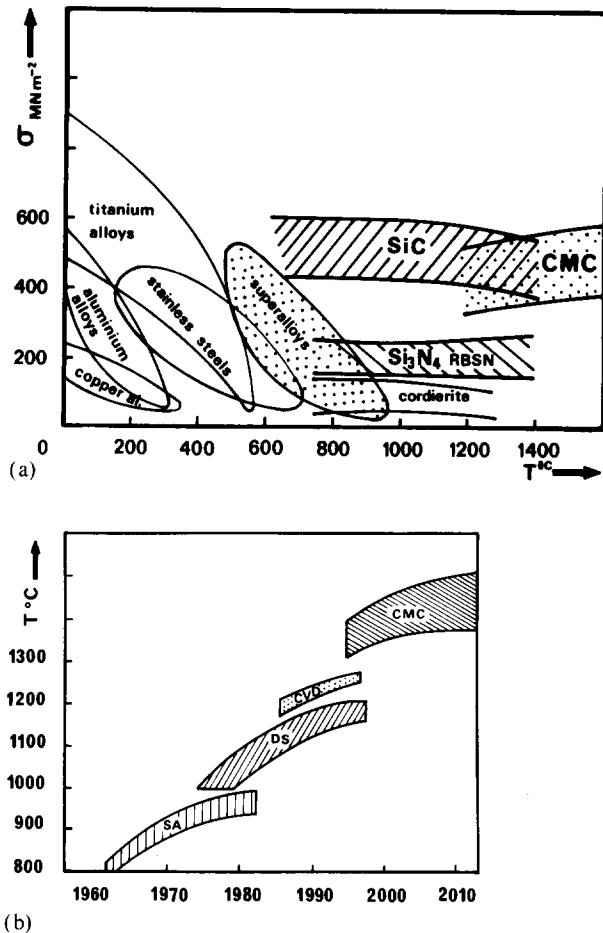 σ MN m⁻²
600
400
200
0
200
400
600
800
1000
1200
1400
T°C
titanium
alloys
aluminium
alloys
copper al.
stainless steels
superalloys
SiC
CMC
Si₃N₄ RBSN
cordierite
(a)
T °C
1300
1200
1100
1000
900
800
1960
1970
1980
1990
2000
2010
SA
DS
CVD
CMC
(b)